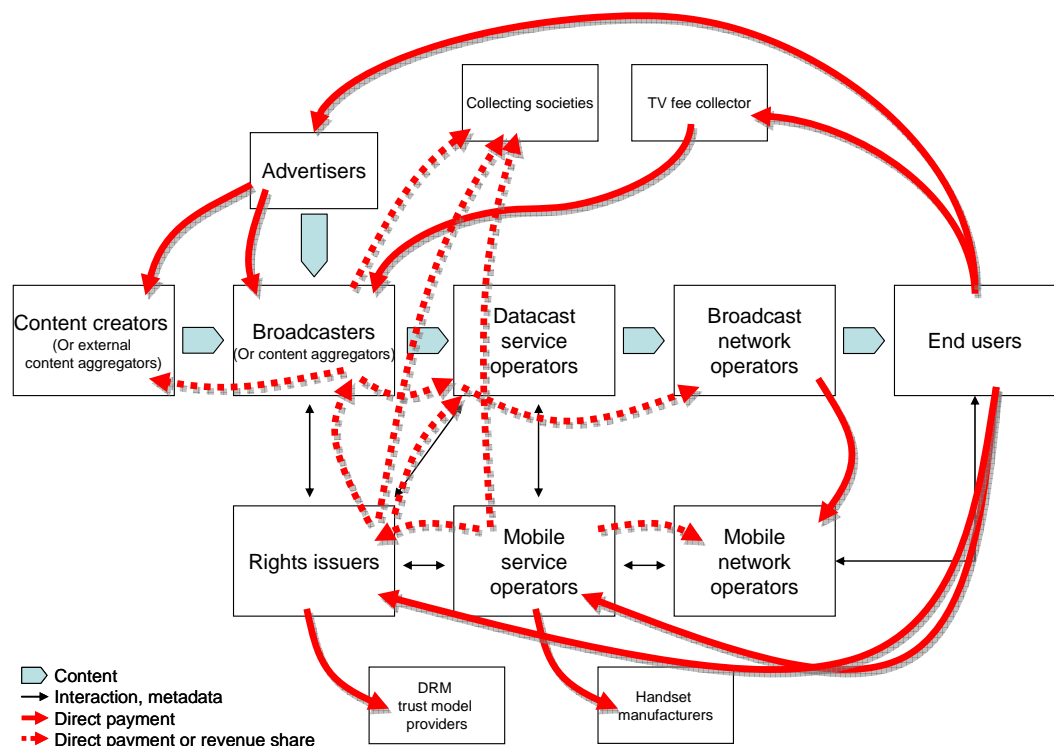 Collecting societies
TV fee collector
Advertisers
Content creators
(Or external
content aggregators)
Broadcasters
(Or content aggregators)
Datacast
service
operators
Broadcast
network
operators
End users
Rights issuers
Mobile
service
operators
Mobile
network
operators
DRM
trust model
providers
Handset
manufacturers
Content
Interaction, metadata
Direct payment
Direct payment or revenue share